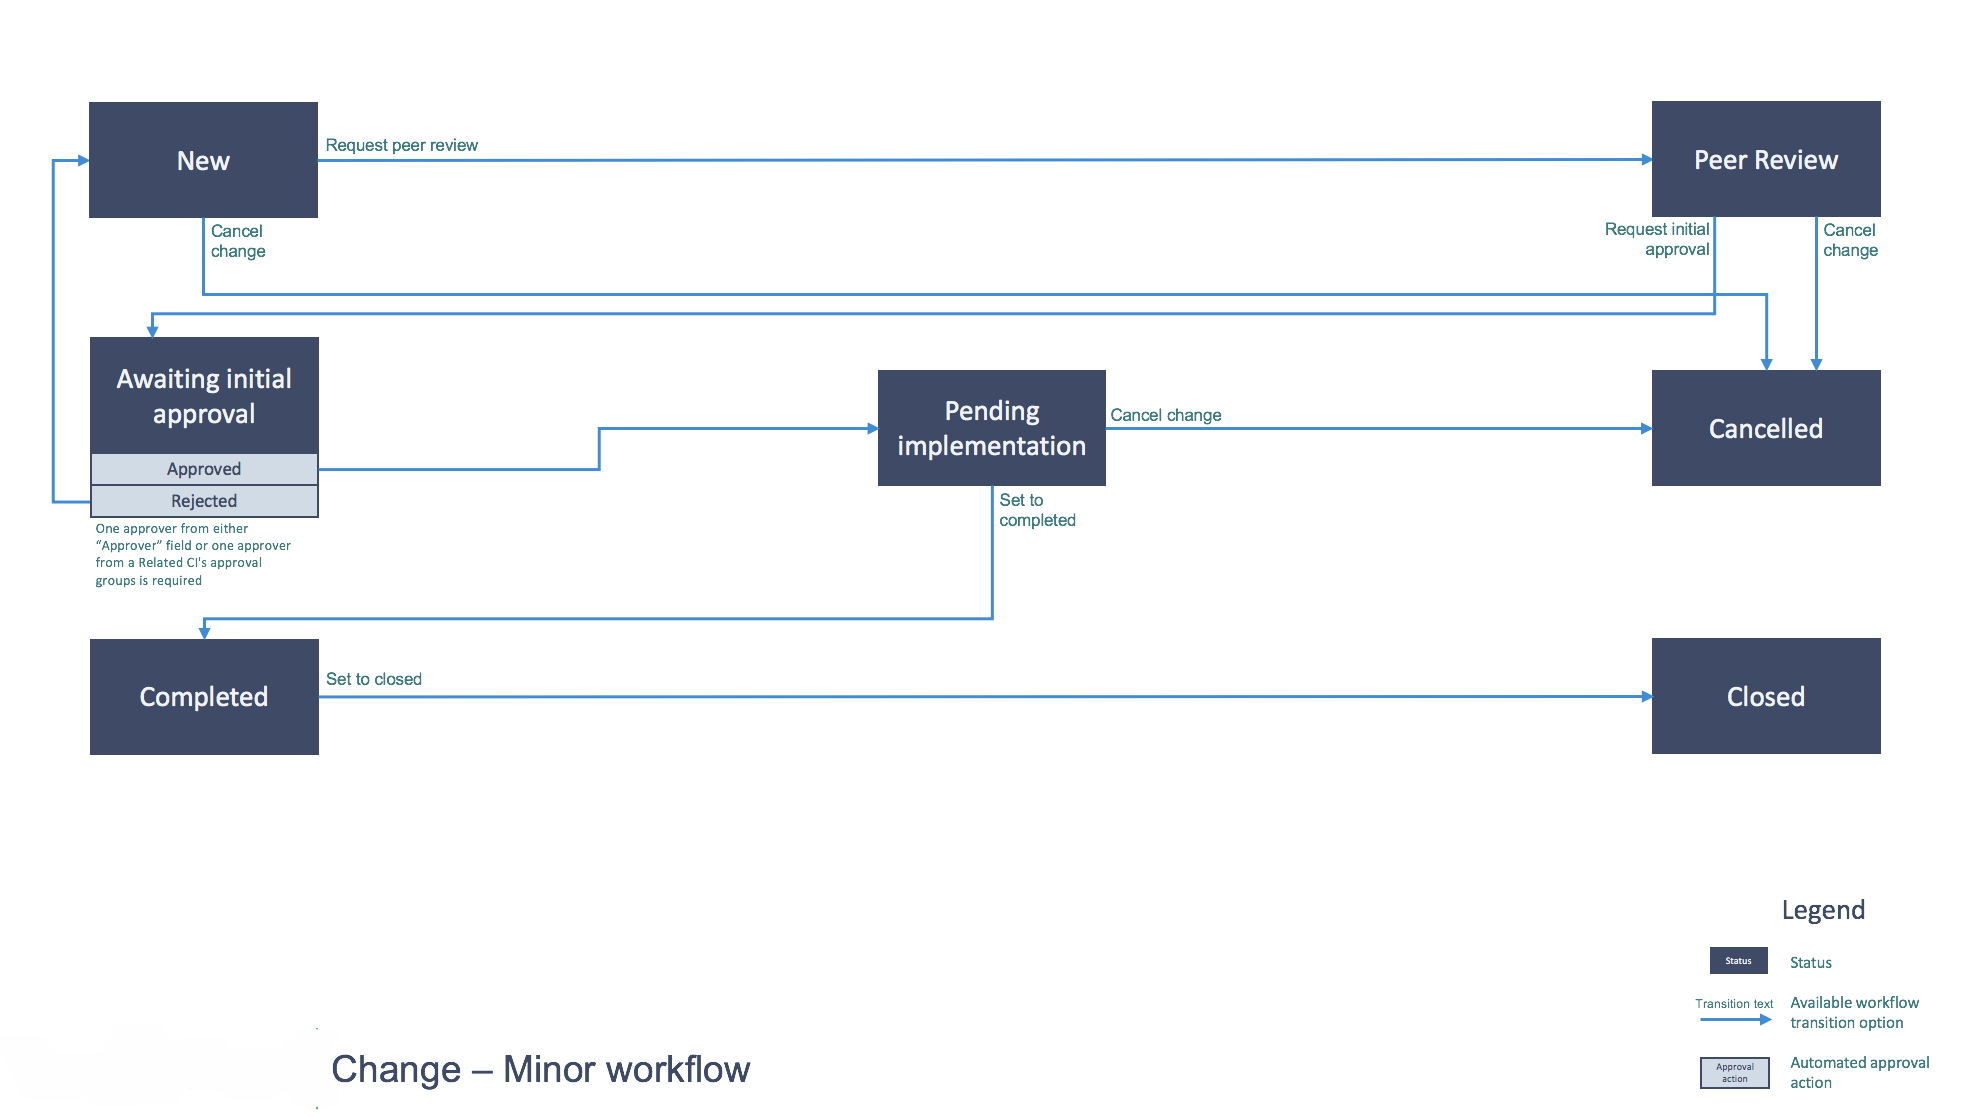 New
Request peer review
Peer Review
Cancel
change
Request initial
approval
Cancel
change
Awaiting initial
approval
Approved
Rejected
One approver from either
“Approver” field or one approver
from a Related CI's approval
groups is required
Pending
implementation
Cancel change
Cancelled
Set to
completed
Completed
Set to closed
Closed
Legend
Status
Status
Transition text
Available workflow
transition option
Approval
action
Automated approval
action
Change – Minor workflow